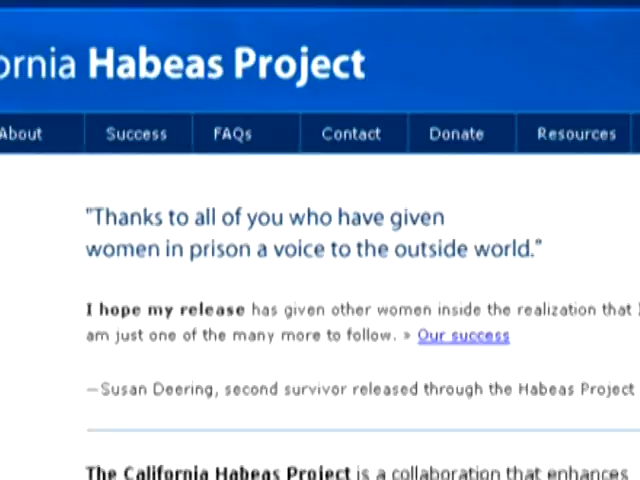 ornia Habeas Project
About Success FAQs Contact Donate Resources
"Thanks to all of you who have given
women in prison a voice to the outside world."
I hope my release has given other women inside the realization that I
am just one of the many more to follow. » Our success
—Susan Deering, second survivor released through the Habeas Project
The California Habeas Project is a collaboration that enhances